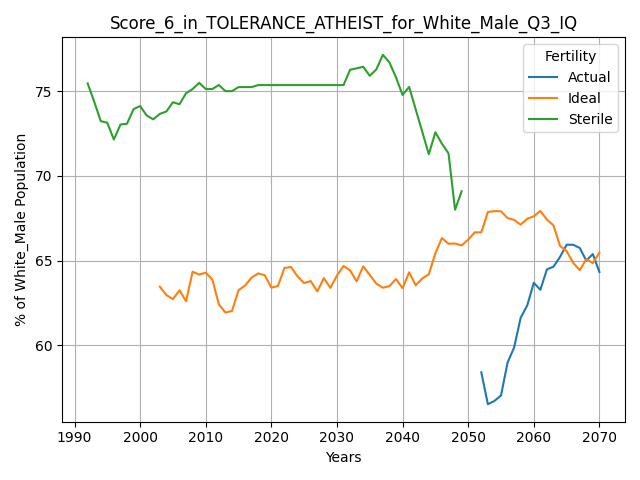 Score_6_in_TOLERANCE_ATHEIST_for_White_Male_Q3_IQ
Fertility
Actual
Ideal
Sterile
% of White_Male Population
75
70
65
60
1990 2000 2010 2020 2030 2040 2050 2060 2070
Years